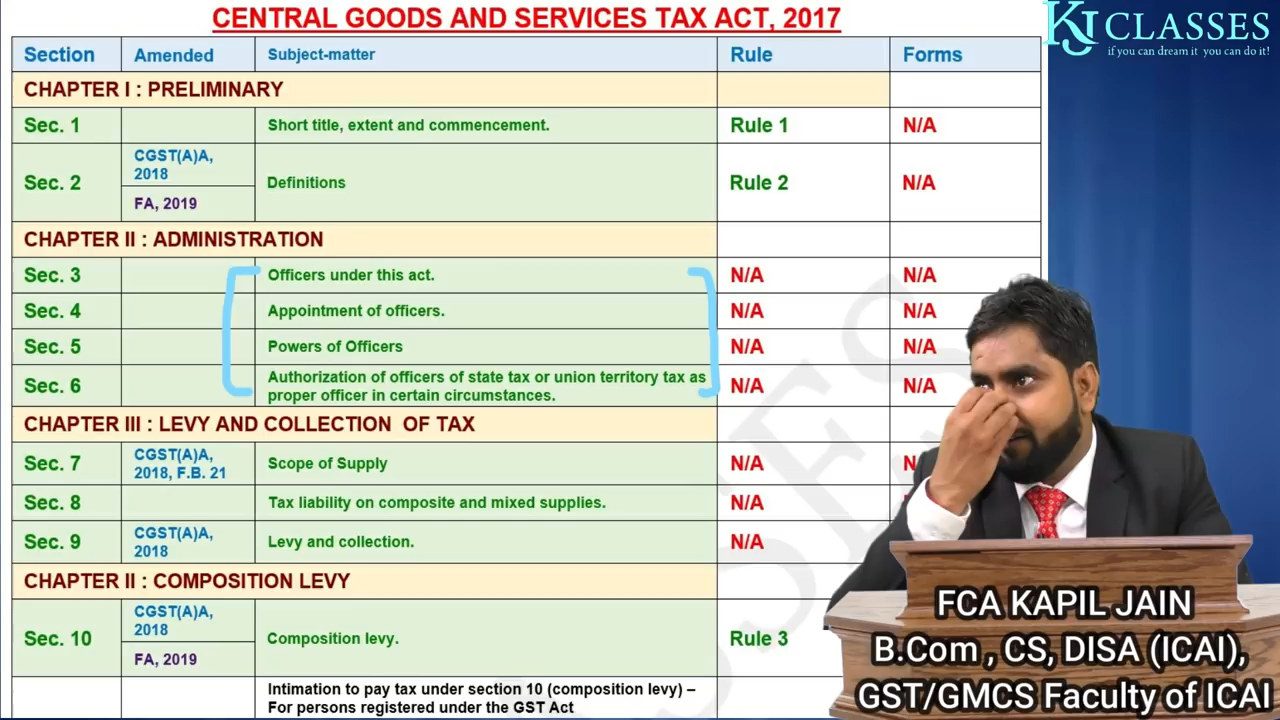 CENTRAL GOODS AND SERVICES TAX ACT, 2017
KJ CLASSES
if you can dream it you can do it!
Section Amended Subject-matter Rule Forms
CHAPTER I : PRELIMINARY
Sec. 1 Short title, extent and commencement. Rule 1 N/A
Sec. 2 CGST(A)A, 2018 Definitions Rule 2 N/A
FA, 2019
CHAPTER II : ADMINISTRATION
Sec. 3 Officers under this act. N/A N/A
Sec. 4 Appointment of officers. N/A N/A
Sec. 5 Powers of Officers N/A N/A
Sec. 6 Authorization of officers of state tax or union territory tax as N/A N/A
proper officer in certain circumstances.
CHAPTER III : LEVY AND COLLECTION OF TAX
Sec. 7 CGST(A)A, 2018, F.B. 21 Scope of Supply N/A
Sec. 8 Tax liability on composite and mixed supplies. N/A
Sec. 9 CGST(A)A, 2018 Levy and collection. N/A
CHAPTER II : COMPOSITION LEVY
Sec. 10 CGST(A)A, 2018 Composition levy. Rule 3
FA, 2019
Intimation to pay tax under section 10 (composition levy) –
For persons registered under the GST Act
FCA KAPIL JAIN
B.Com , CS, DISA (ICAI),
GST/GMCS Faculty of ICAI